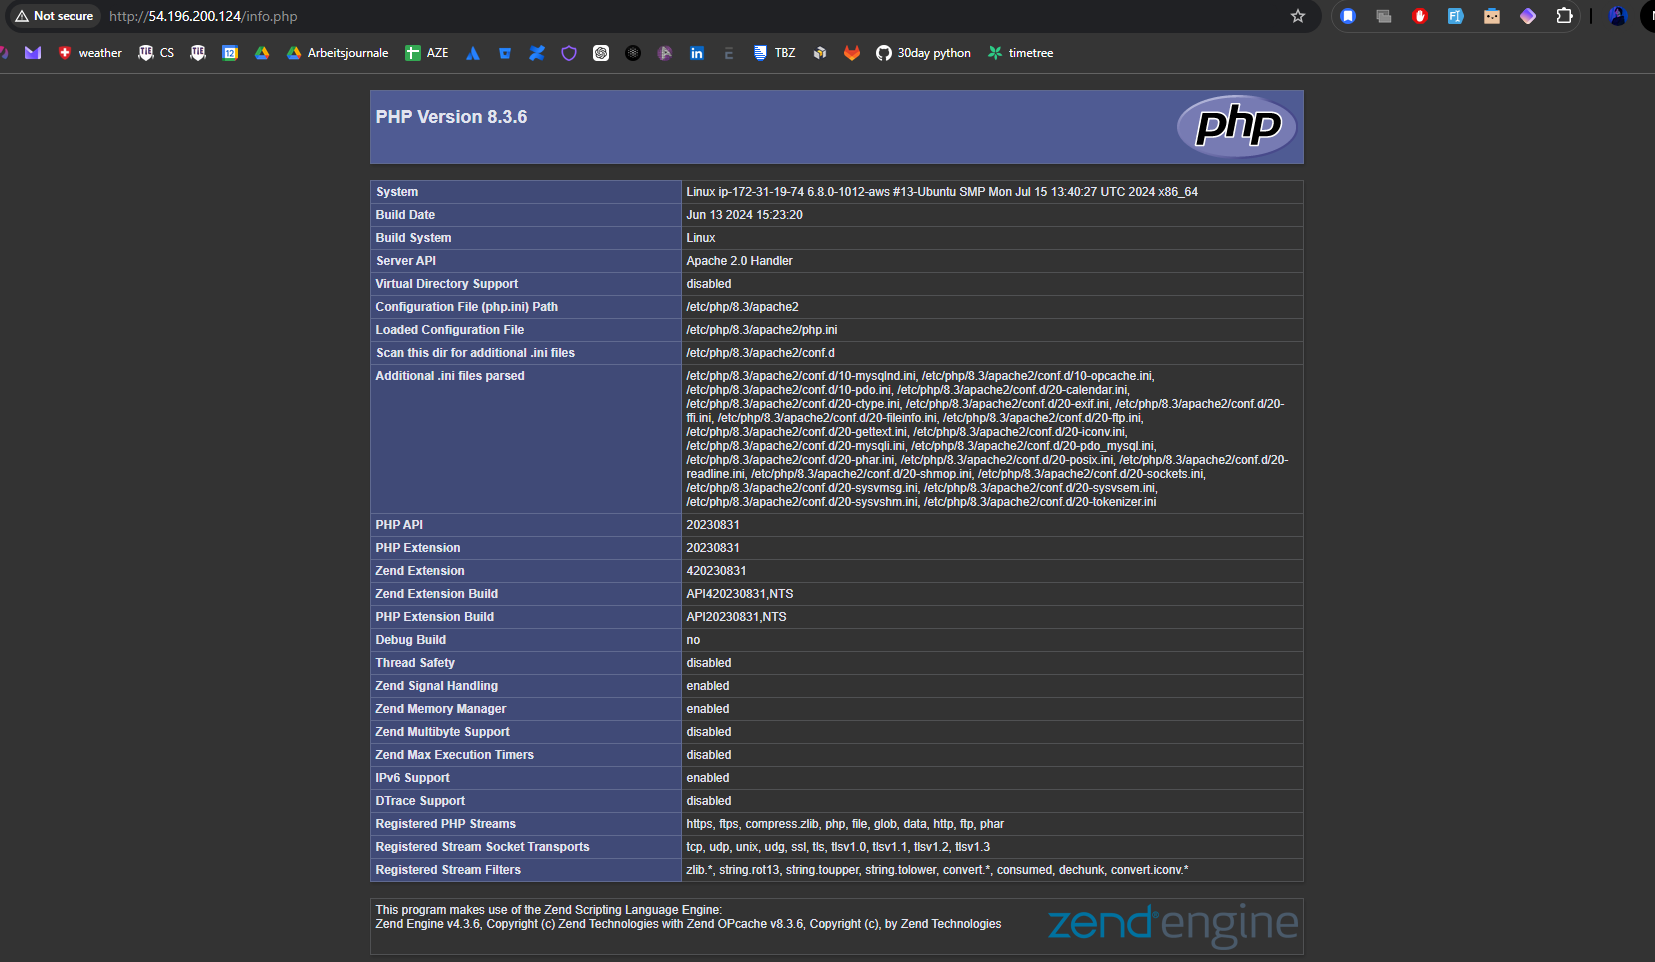 Not secure http://54.196.200.124/info.php
weather CS 12 Arbeitsjournale AZE TBZ 30day python timetree
PHP Version 8.3.6
php
System Linux ip-172-31-19-74 6.8.0-1012-aws #13-Ubuntu SMP Mon Jul 15 13:40:27 UTC 2024 x86_64
Build Date Jun 13 2024 15:23:20
Build System Linux
Server API Apache 2.0 Handler
Virtual Directory Support disabled
Configuration File (php.ini) Path /etc/php/8.3/apache2
Loaded Configuration File /etc/php/8.3/apache2/php.ini
Scan this dir for additional .ini files /etc/php/8.3/apache2/conf.d
Additional .ini files parsed /etc/php/8.3/apache2/conf.d/10-mysqlnd.ini, /etc/php/8.3/apache2/conf.d/10-opcache.ini,
/etc/php/8.3/apache2/conf.d/10-pdo.ini, /etc/php/8.3/apache2/conf.d/20-calendar.ini,
/etc/php/8.3/apache2/conf.d/20-ctype.ini, /etc/php/8.3/apache2/conf.d/20-exif.ini, /etc/php/8.3/apache2/conf.d/20-
ffi.ini, /etc/php/8.3/apache2/conf.d/20-fileinfo.ini, /etc/php/8.3/apache2/conf.d/20-ftp.ini,
/etc/php/8.3/apache2/conf.d/20-gettext.ini, /etc/php/8.3/apache2/conf.d/20-iconv.ini,
/etc/php/8.3/apache2/conf.d/20-mysqli.ini, /etc/php/8.3/apache2/conf.d/20-pdo_mysql.ini,
/etc/php/8.3/apache2/conf.d/20-phar.ini, /etc/php/8.3/apache2/conf.d/20-posix.ini, /etc/php/8.3/apache2/conf.d/20-
readline.ini, /etc/php/8.3/apache2/conf.d/20-shmop.ini, /etc/php/8.3/apache2/conf.d/20-sockets.ini,
/etc/php/8.3/apache2/conf.d/20-sysvmsg.ini, /etc/php/8.3/apache2/conf.d/20-sysvsem.ini,
/etc/php/8.3/apache2/conf.d/20-sysvshm.ini, /etc/php/8.3/apache2/conf.d/20-tokenizer.ini
PHP API 20230831
PHP Extension 20230831
Zend Extension 420230831
Zend Extension Build API420230831,NTS
PHP Extension Build API20230831,NTS
Debug Build no
Thread Safety disabled
Zend Signal Handling enabled
Zend Memory Manager enabled
Zend Multibyte Support disabled
Zend Max Execution Timers disabled
IPv6 Support enabled
DTrace Support disabled
Registered PHP Streams https, ftps, compress.zlib, php, file, glob, data, http, ftp, phar
Registered Stream Socket Transports tcp, udp, unix, udg, ssl, tls, tlsv1.0, tlsv1.1, tlsv1.2, tlsv1.3
Registered Stream Filters zlib.*, string.rot13, string.toupper, string.tolower, convert.*, consumed, dechunk, convert.iconv.*
This program makes use of the Zend Scripting Language Engine:
Zend Engine v4.3.6, Copyright (c) Zend Technologies with Zend OPcache v8.3.6, Copyright (c), by Zend Technologies
zend engine